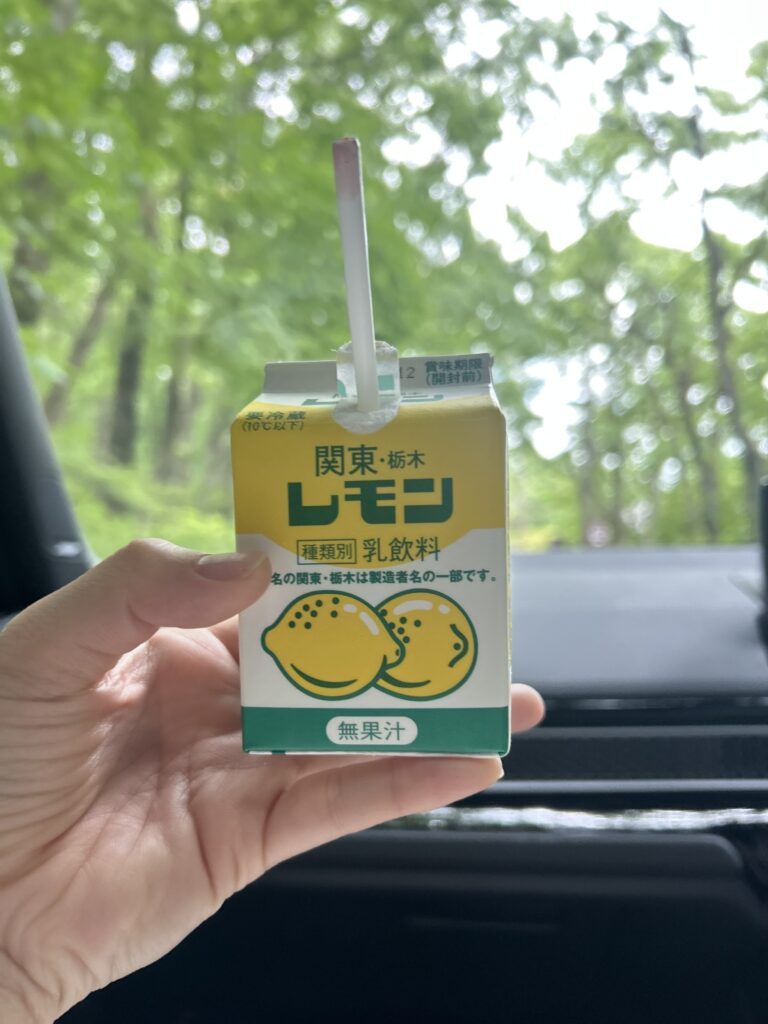 12
賞味期限
(開封前)
要冷蔵
(10℃以下)
関東・栃木
レモン
種類別 乳飲料
名の関東・栃木は製造者名の一部です。
無果汁